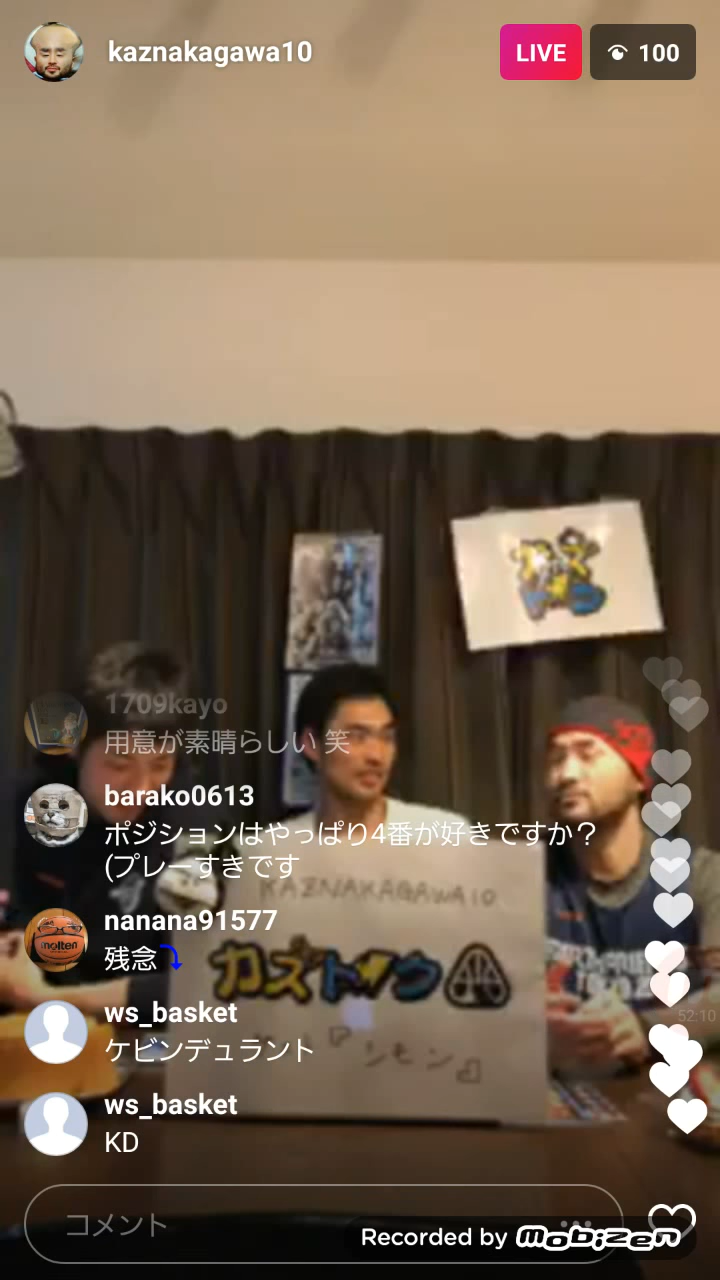 kaznakagawa10
LIVE
100
1709kayo
用意が素晴らしい 笑
barako0613
ポジションはやっぱり4番が好きですか？
(プレーすきです
KAZNAKAGAWA10
nanana91577
残念⤵
カズトウ
ws_basket
ケビンデュラント
『シモン』
52:10
ws_basket
KD
コメント
Recorded by mobizen